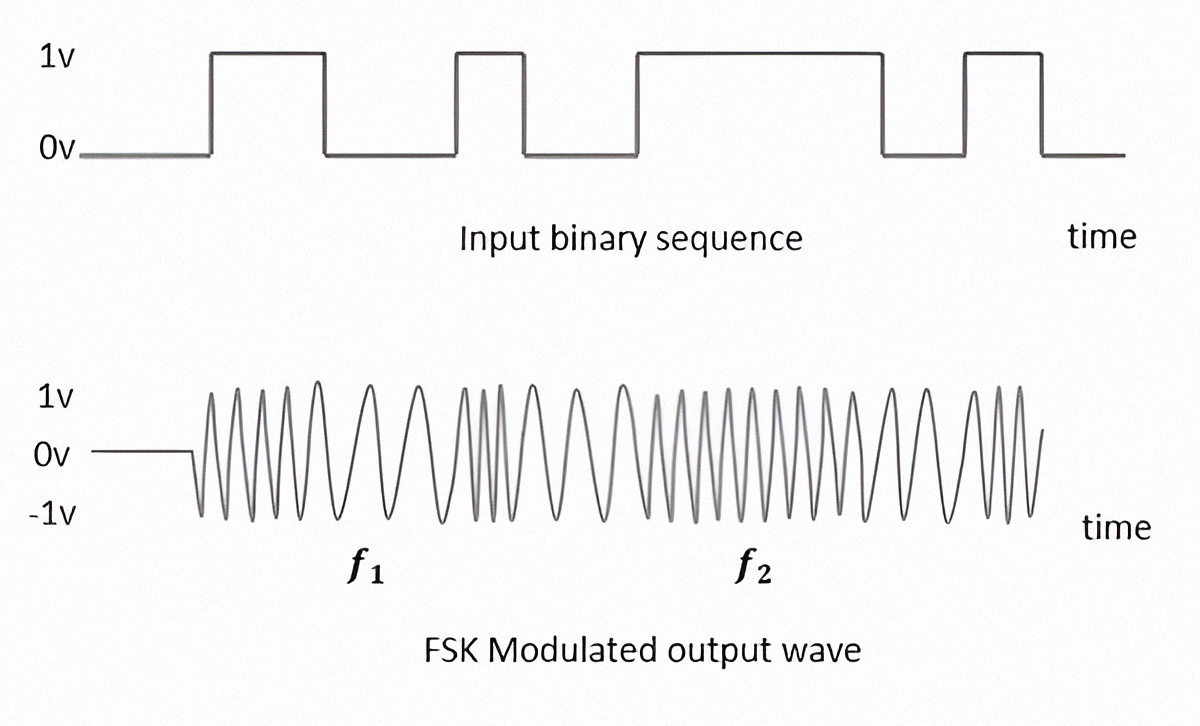 1v
0v
Input binary sequence
time
1v
0v
-1v
time
f1
f2
FSK Modulated output wave